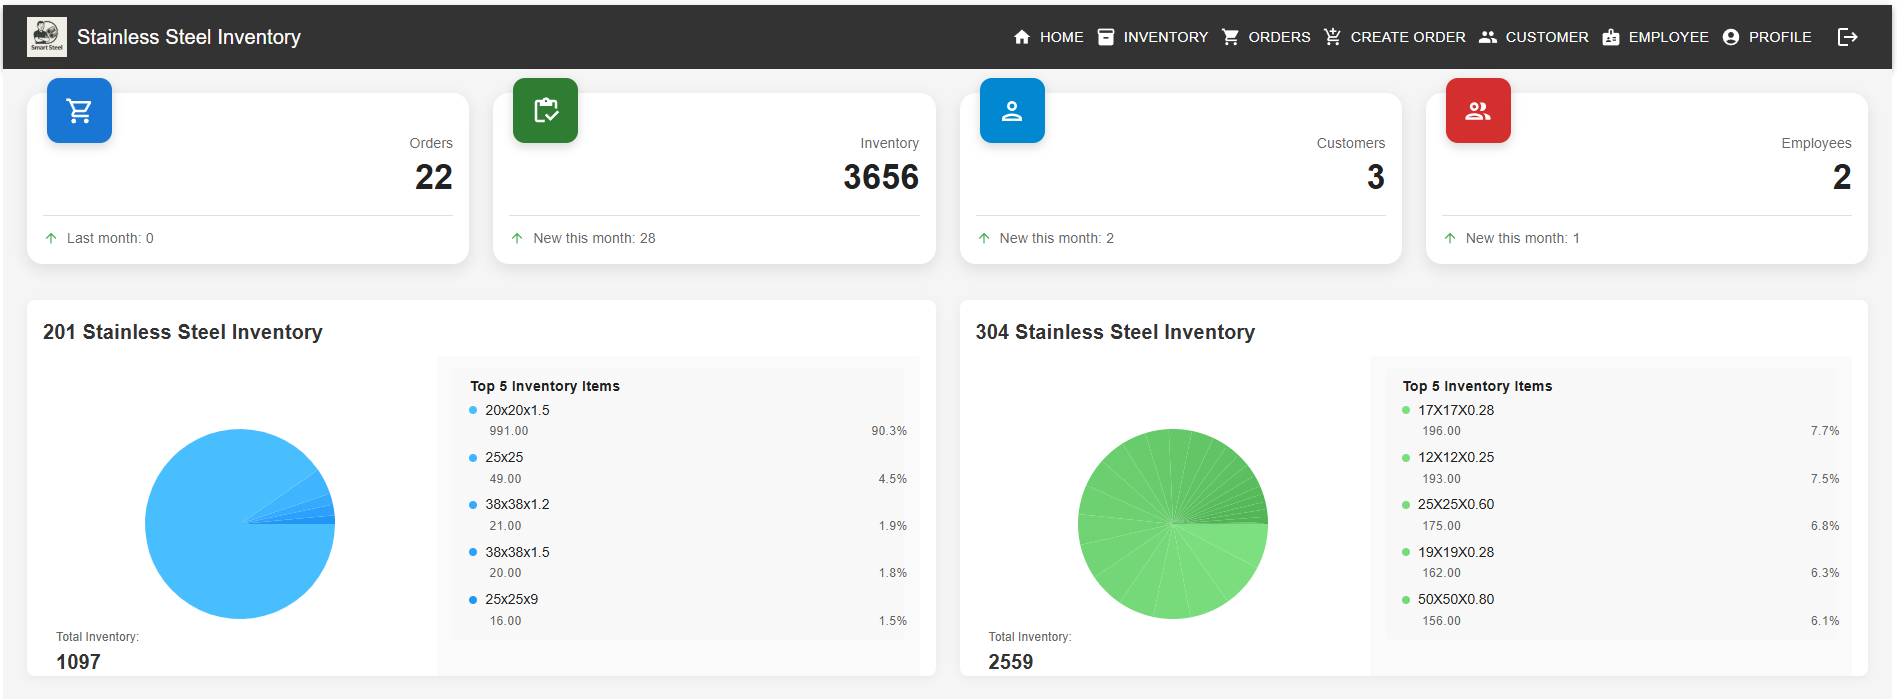 Smart Steel
Stainless Steel Inventory
HOME
INVENTORY
ORDERS
CREATE ORDER
CUSTOMER
EMPLOYEE
PROFILE
Orders
22
Last month: 0
Inventory
3656
New this month: 28
Customers
3
New this month: 2
Employees
2
New this month: 1
201 Stainless Steel Inventory
Top 5 Inventory Items
20x20x1.5
991.00 90.3%
25x25
49.00 4.5%
38x38x1.2
21.00 1.9%
38x38x1.5
20.00 1.8%
25x25x9
16.00 1.5%
Total Inventory:
1097
304 Stainless Steel Inventory
Top 5 Inventory Items
17X17X0.28
196.00 7.7%
12X12X0.25
193.00 7.5%
25X25X0.60
175.00 6.8%
19X19X0.28
162.00 6.3%
50X50X0.80
156.00 6.1%
Total Inventory:
2559